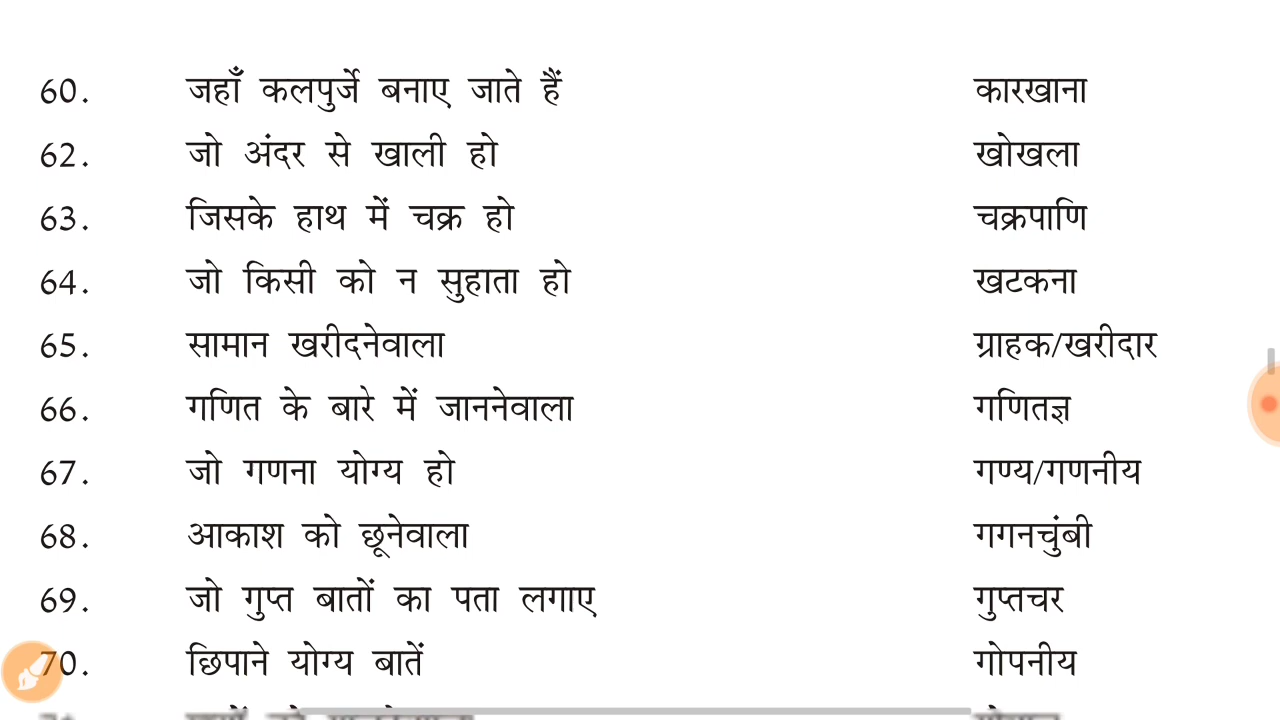 60. जहाँ कलपुर्जे बनाए जाते हैं कारखाना
62. जो अंदर से खाली हो खोखला
63. जिसके हाथ में चक्र हो चक्रपाणि
64. जो किसी को न सुहाता हो खटकना
65. सामान खरीदनेवाला ग्राहक/खरीदार
66. गणित के बारे में जाननेवाला गणितज्ञ
67. जो गणना योग्य हो गण्य/गणनीय
68. आकाश को छूनेवाला गगनचुंबी
69. जो गुप्त बातों का पता लगाए गुप्तचर
70. छिपाने योग्य बातें गोपनीय